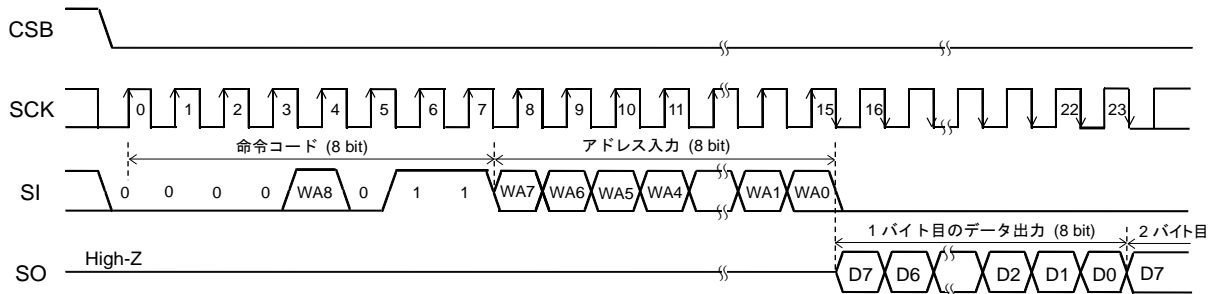 CSB
SCK 0 1 2 3 4 5 6 7 8 9 10 11 15 16 22 23
命令コード (8 bit) アドレス入力 (8 bit)
SI 0 0 0 0 WA8 0 1 1 WA7 WA6 WA5 WA4 WA1 WA0
1 バイト目のデータ出力 (8 bit) 2 バイト目
High-Z
SO D7 D6 D2 D1 D0 D7